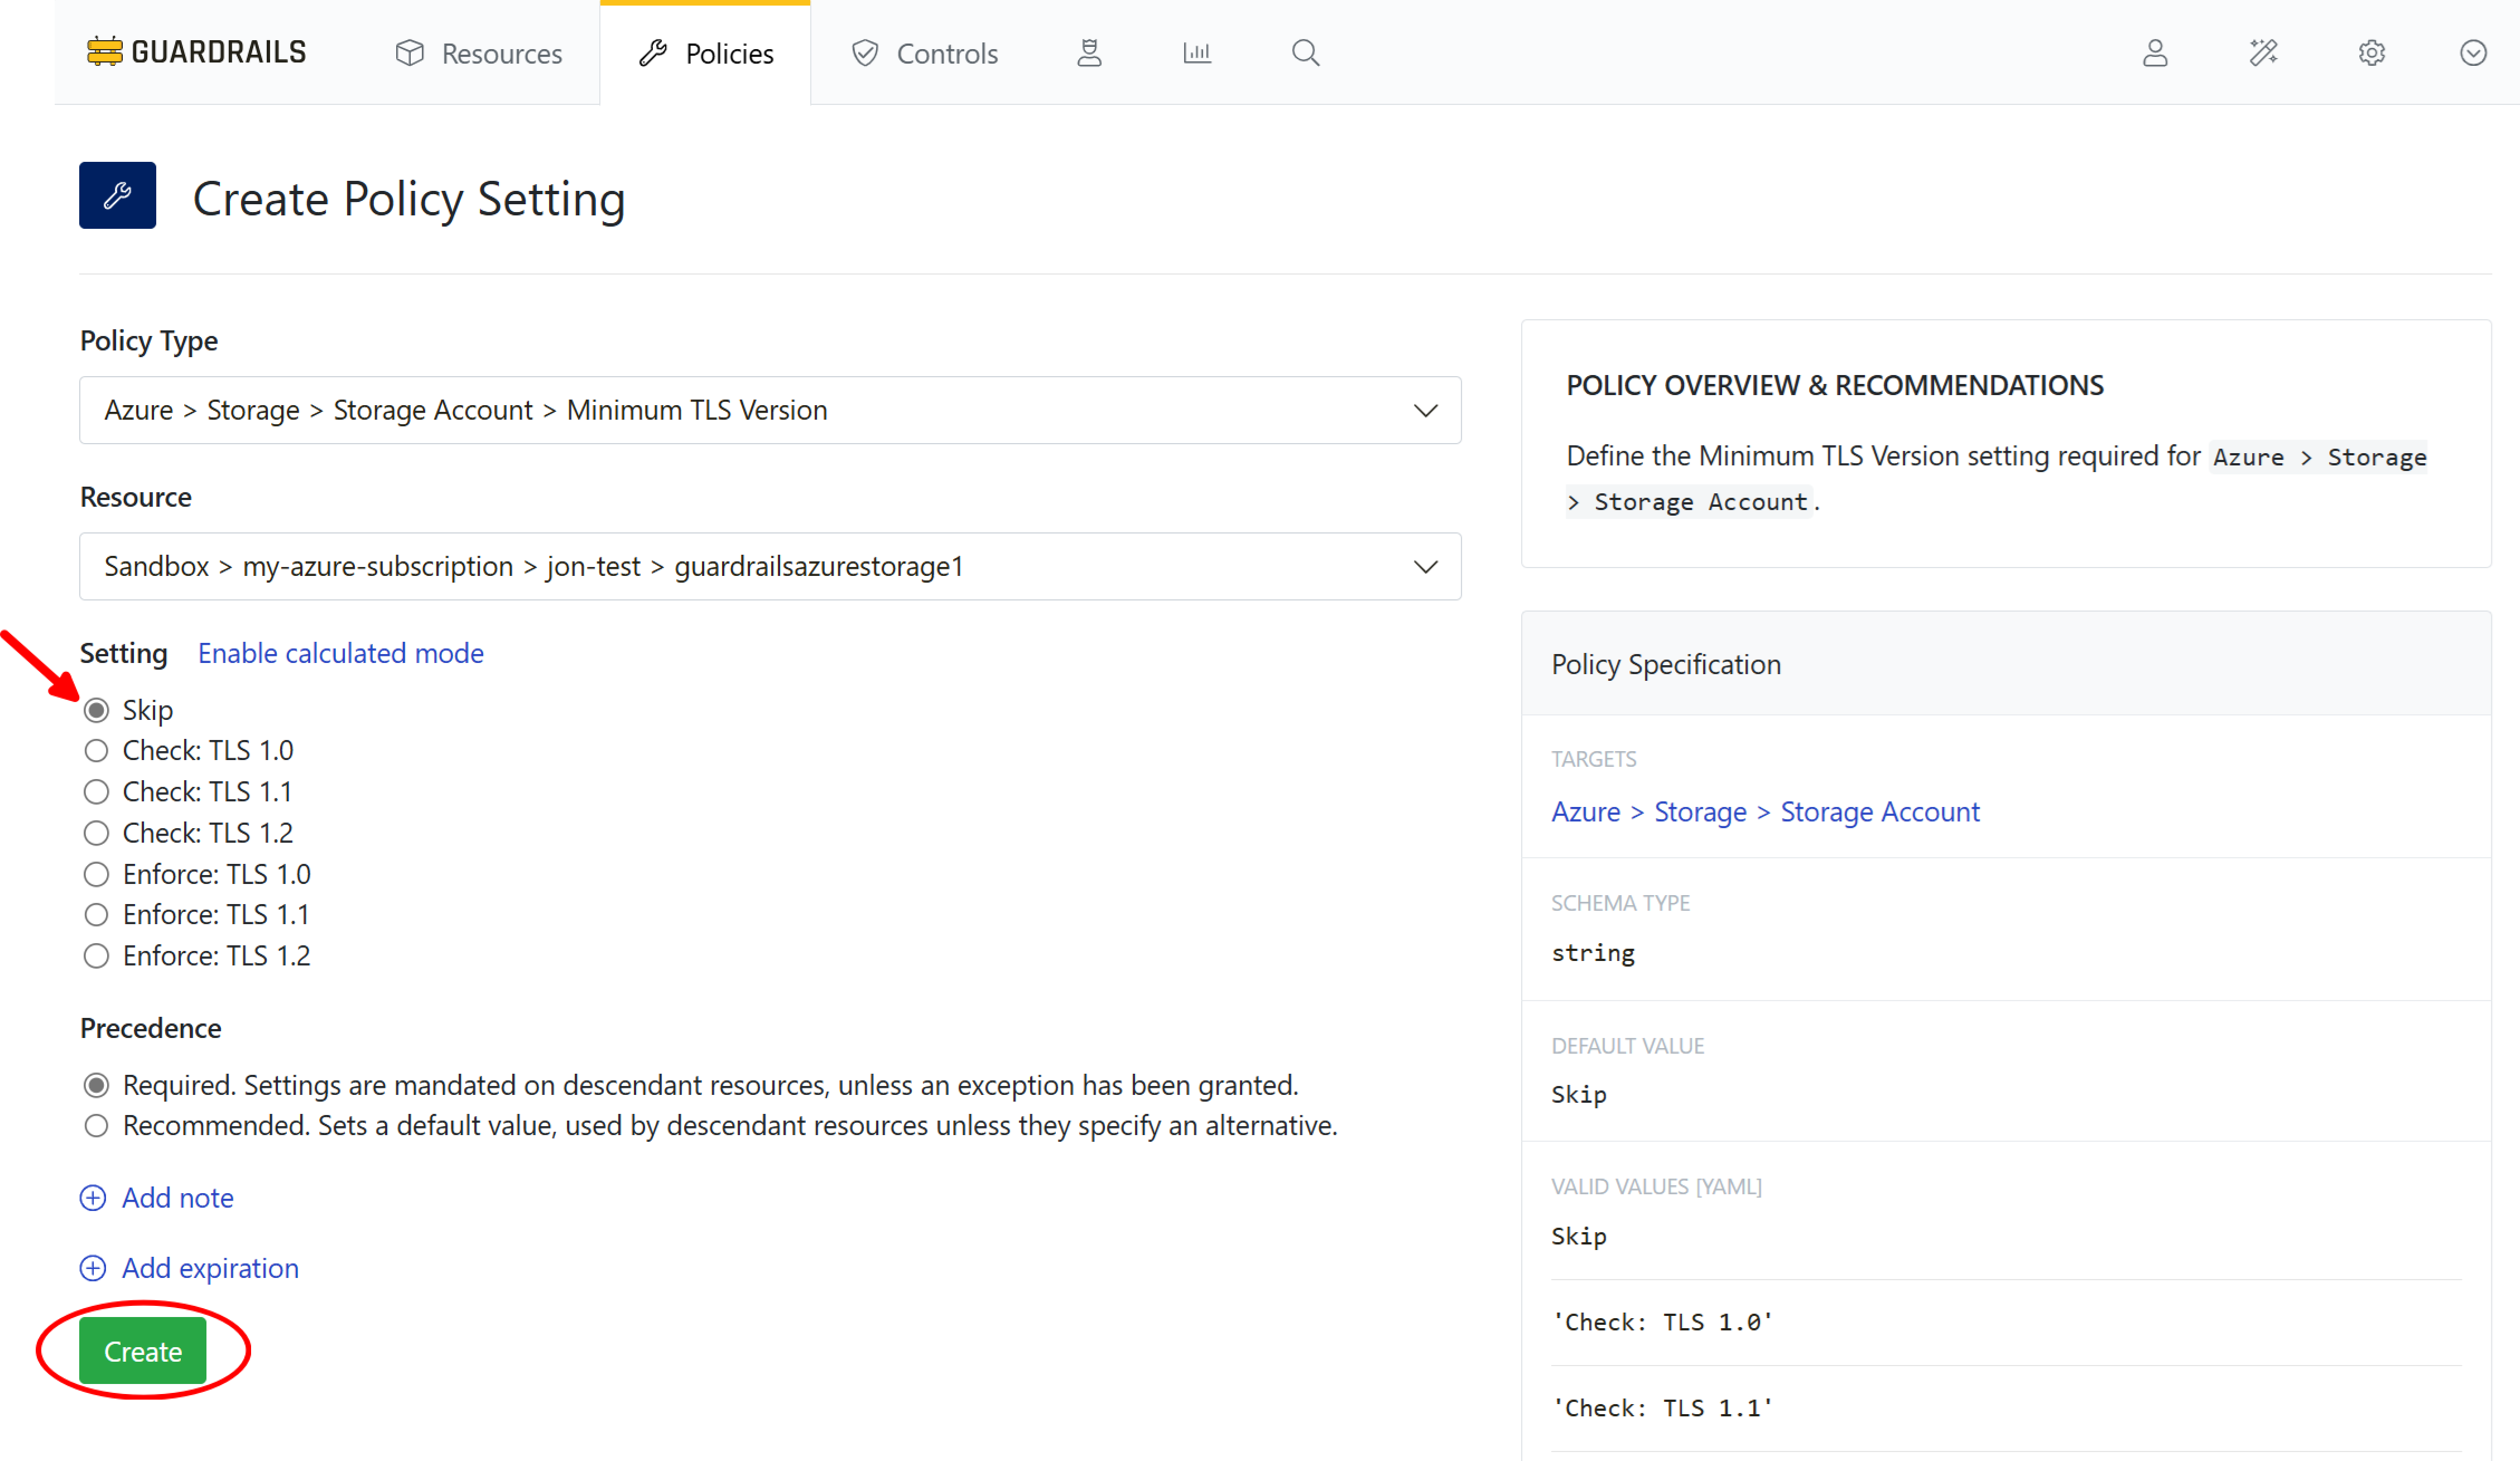 GUARDRAILS
Resources
Policies
Controls
Create Policy Setting
Policy Type
Azure > Storage > Storage Account > Minimum TLS Version
Resource
Sandbox > my-azure-subscription > jon-test > guardrailsazurestorage1
Setting Enable calculated mode
Skip
Check: TLS 1.0
Check: TLS 1.1
Check: TLS 1.2
Enforce: TLS 1.0
Enforce: TLS 1.1
Enforce: TLS 1.2
Precedence
Required. Settings are mandated on descendant resources, unless an exception has been granted.
Recommended. Sets a default value, used by descendant resources unless they specify an alternative.
Add note
Add expiration
Create
POLICY OVERVIEW & RECOMMENDATIONS
Define the Minimum TLS Version setting required for Azure > Storage
> Storage Account.
Policy Specification
TARGETS
Azure > Storage > Storage Account
SCHEMA TYPE
string
DEFAULT VALUE
Skip
VALID VALUES [YAML]
Skip
'Check: TLS 1.0'
'Check: TLS 1.1'